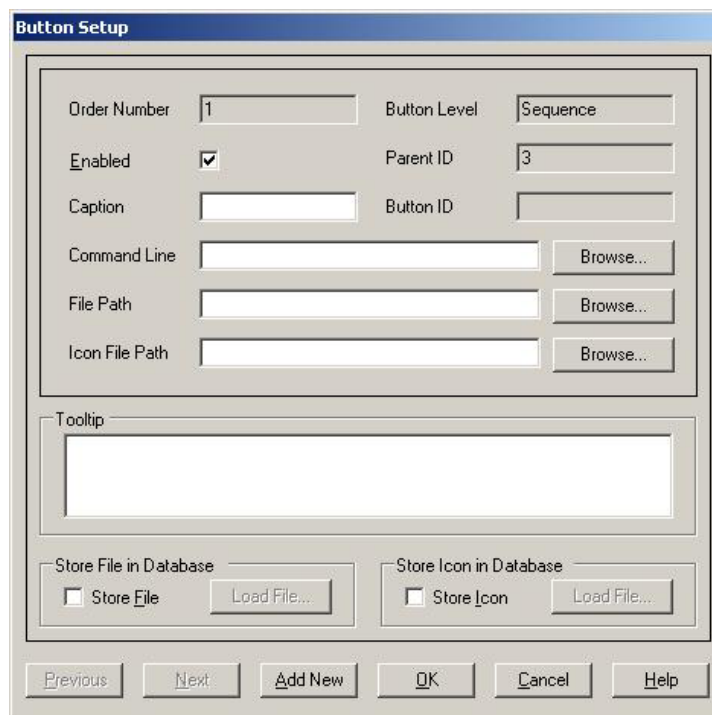 Button Setup
Order Number 1 Button Level Sequence
Enabled Parent ID 3
Caption Button ID
Command Line Browse...
File Path Browse...
Icon File Path Browse...
Tooltip
Store File in Database Store Icon in Database
Store File Load File... Store Icon Load File...
Previous Next Add New OK Cancel Help